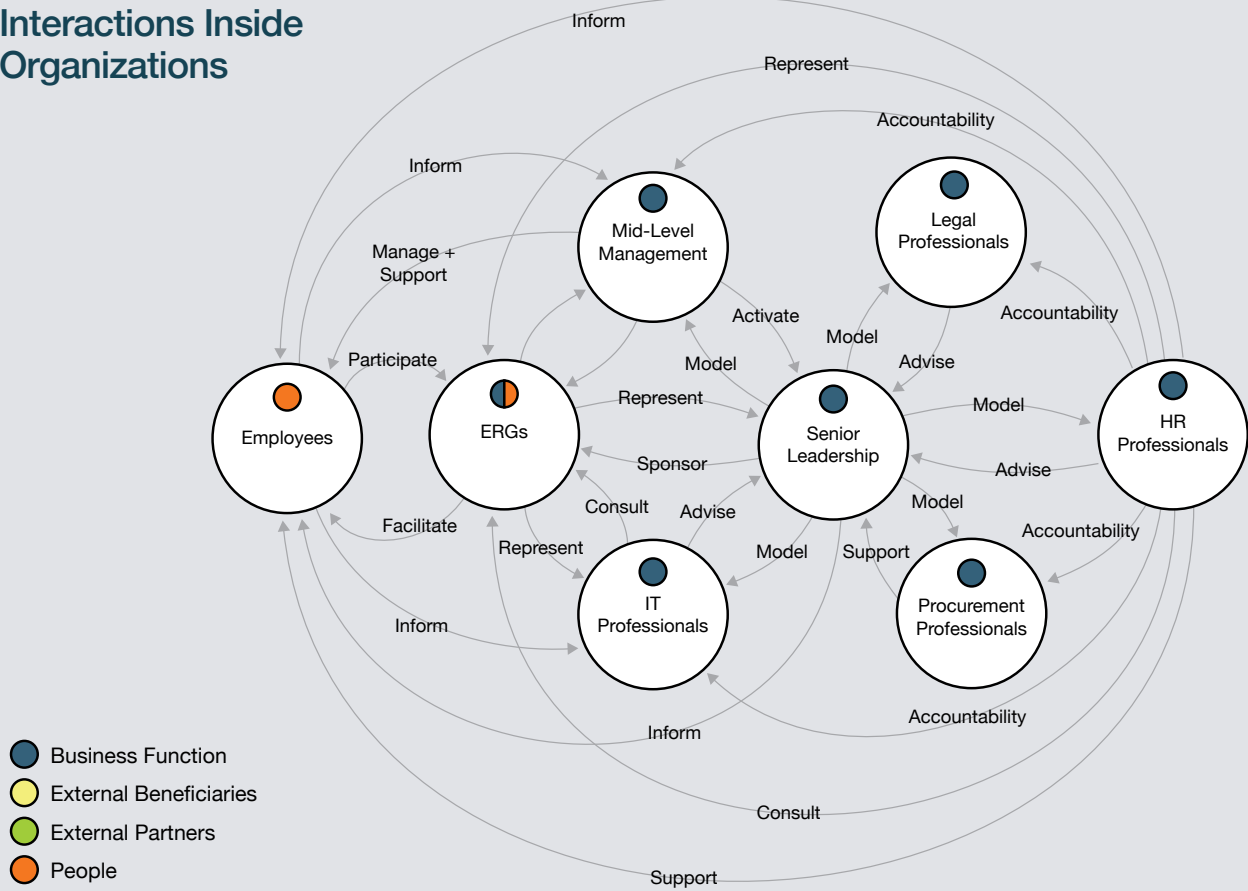 Interactions Inside
Organizations
Inform
Represent
Accountability
Inform
Mid-Level
Management
Legal
Professionals
Manage +
Support
Activate
Accountability
Model
Advise
Participate
Model
Represent
Model
Employees
ERGs
Senior
Leadership
HR
Professionals
Sponsor
Advise
Consult
Advise
Model
Facilitate
Represent
Model
Support
Accountability
IT
Professionals
Procurement
Professionals
Inform
Accountability
Inform
Consult
Support
Business Function
External Beneficiaries
External Partners
People